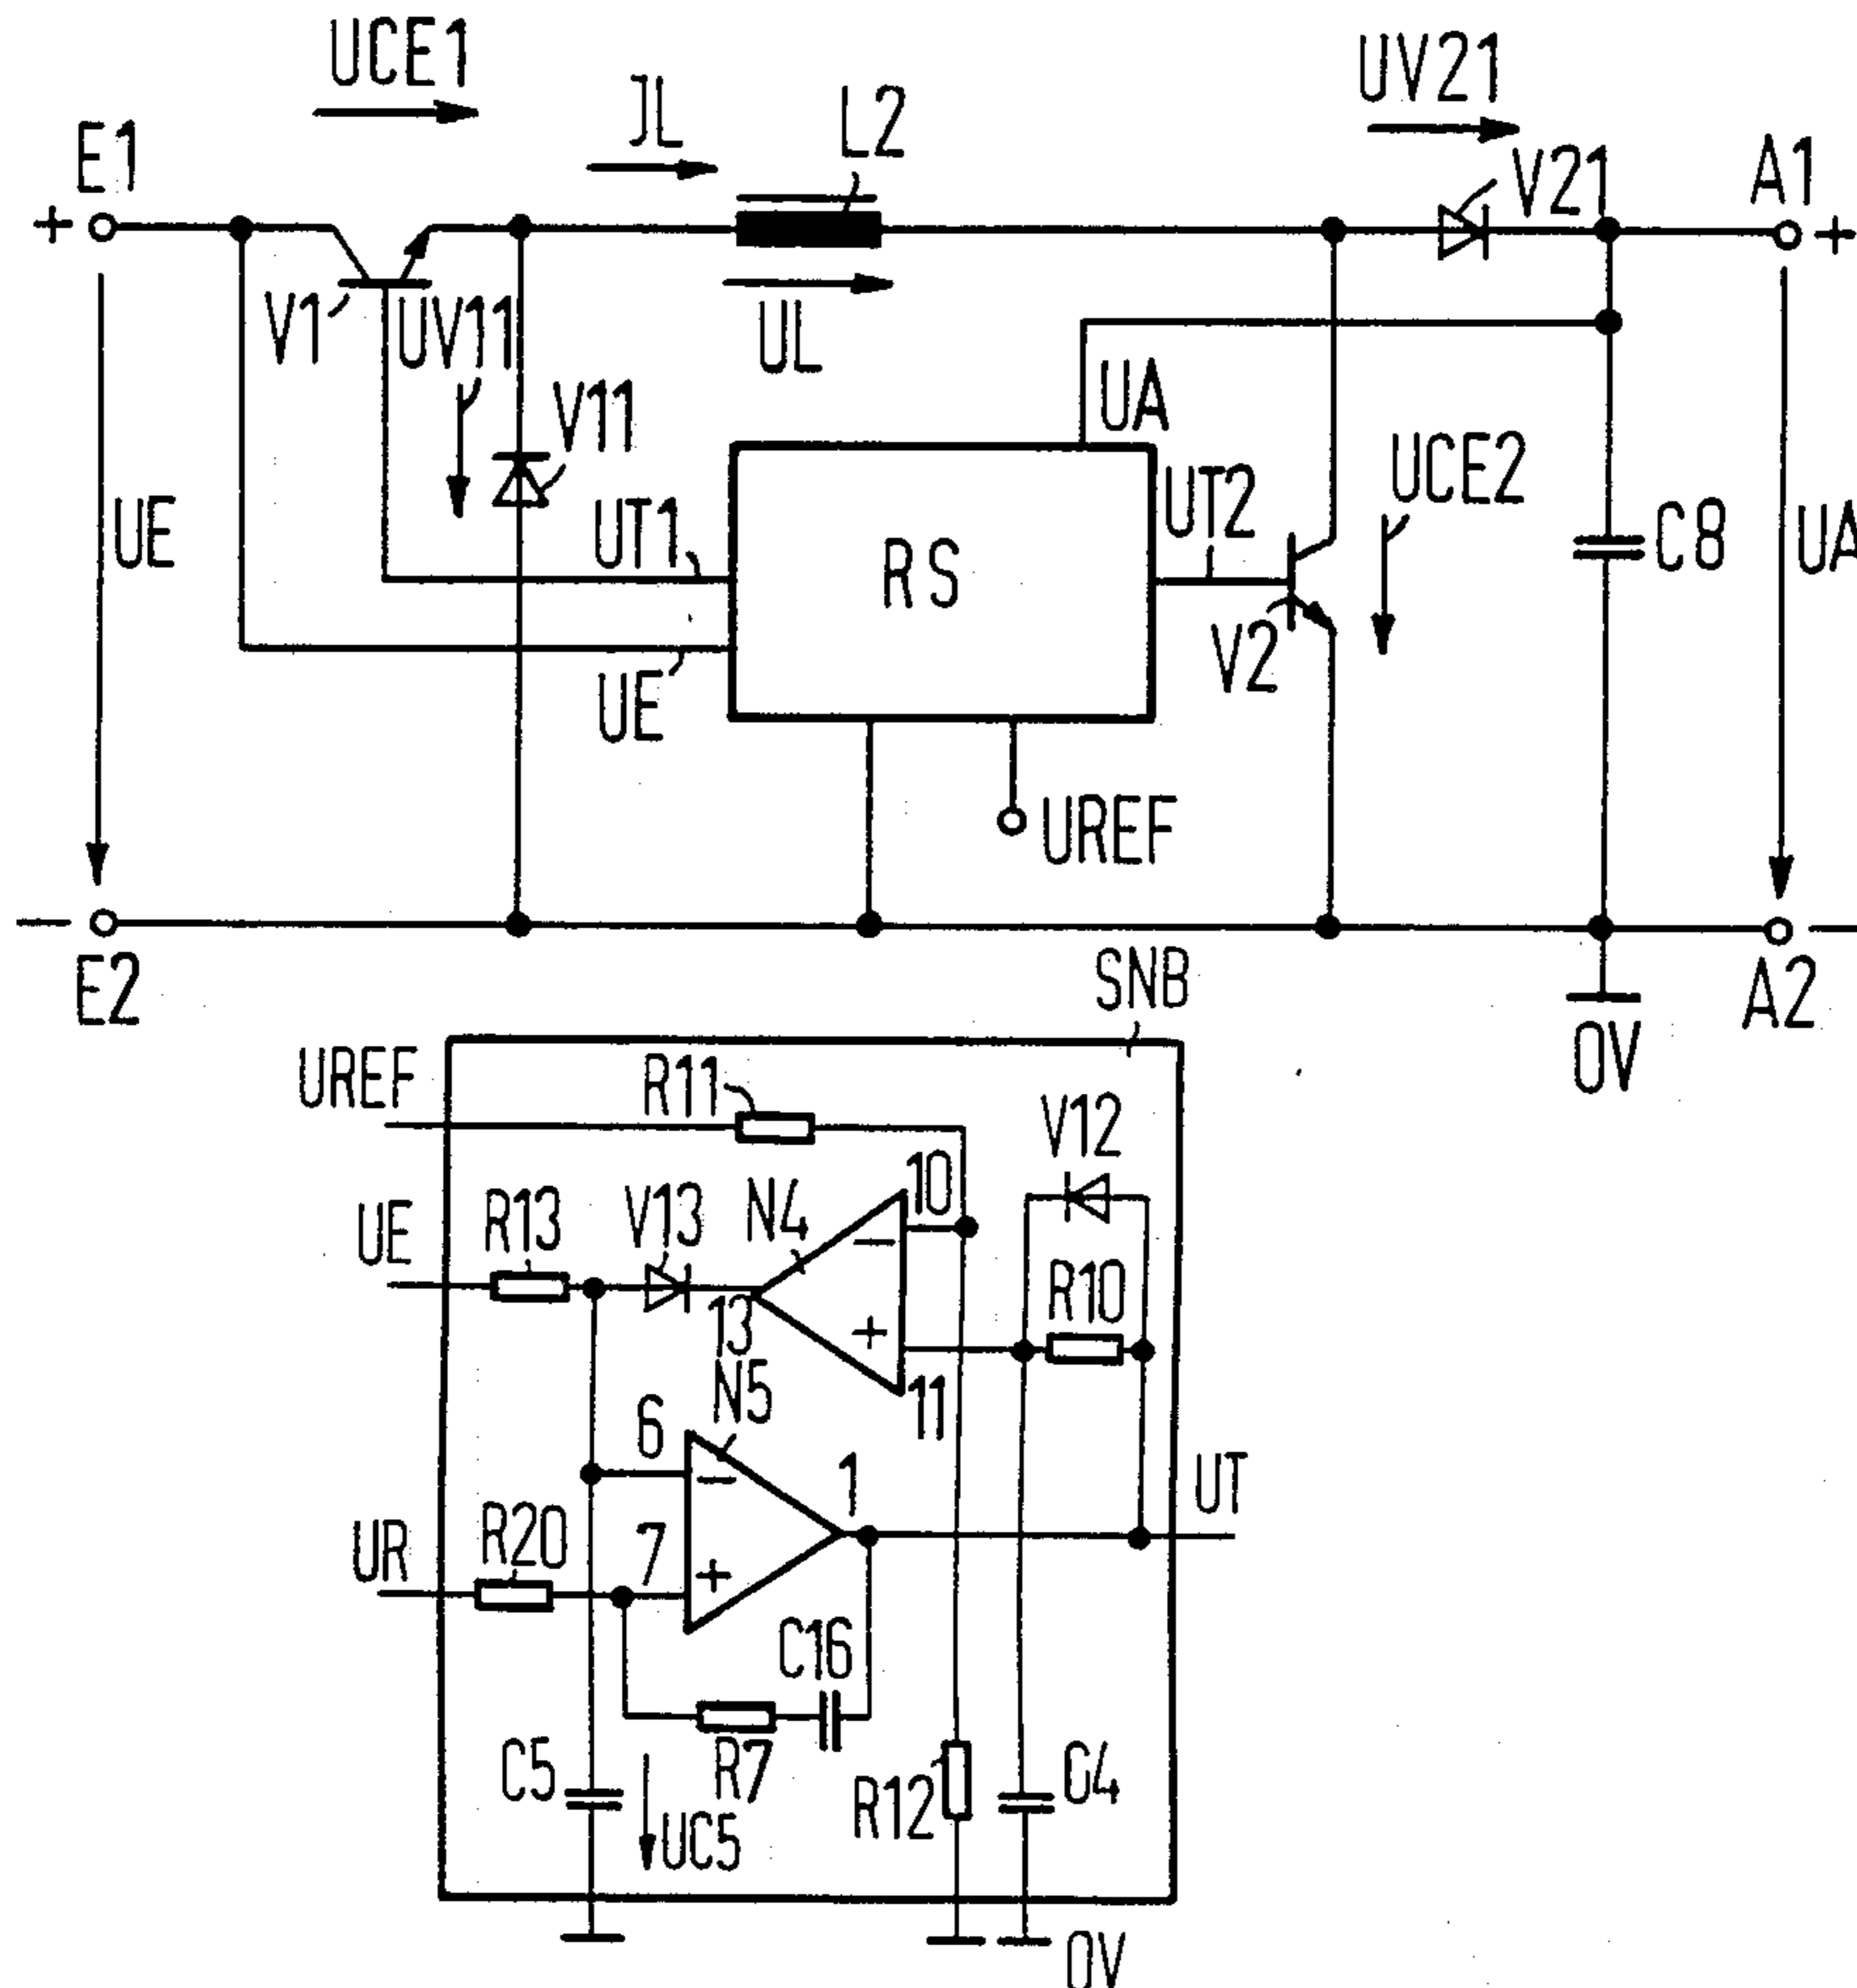 UCE1
JL
L2
UV21
E1
V21
A1
+
+
V1
UV11
UL
V11
UA
UCE2
UE
UT1
RS
UT2
C8
UA
V2
UE
UREF
−
E2
SNB
−
A2
0V
UREF
R11
V12
10
UE
R13
V13
N4
−
R10
13
+
N5
11
6
−
1
UT
UR
R20
7
+
C16
C5
R7
R12
C4
UC5
0V